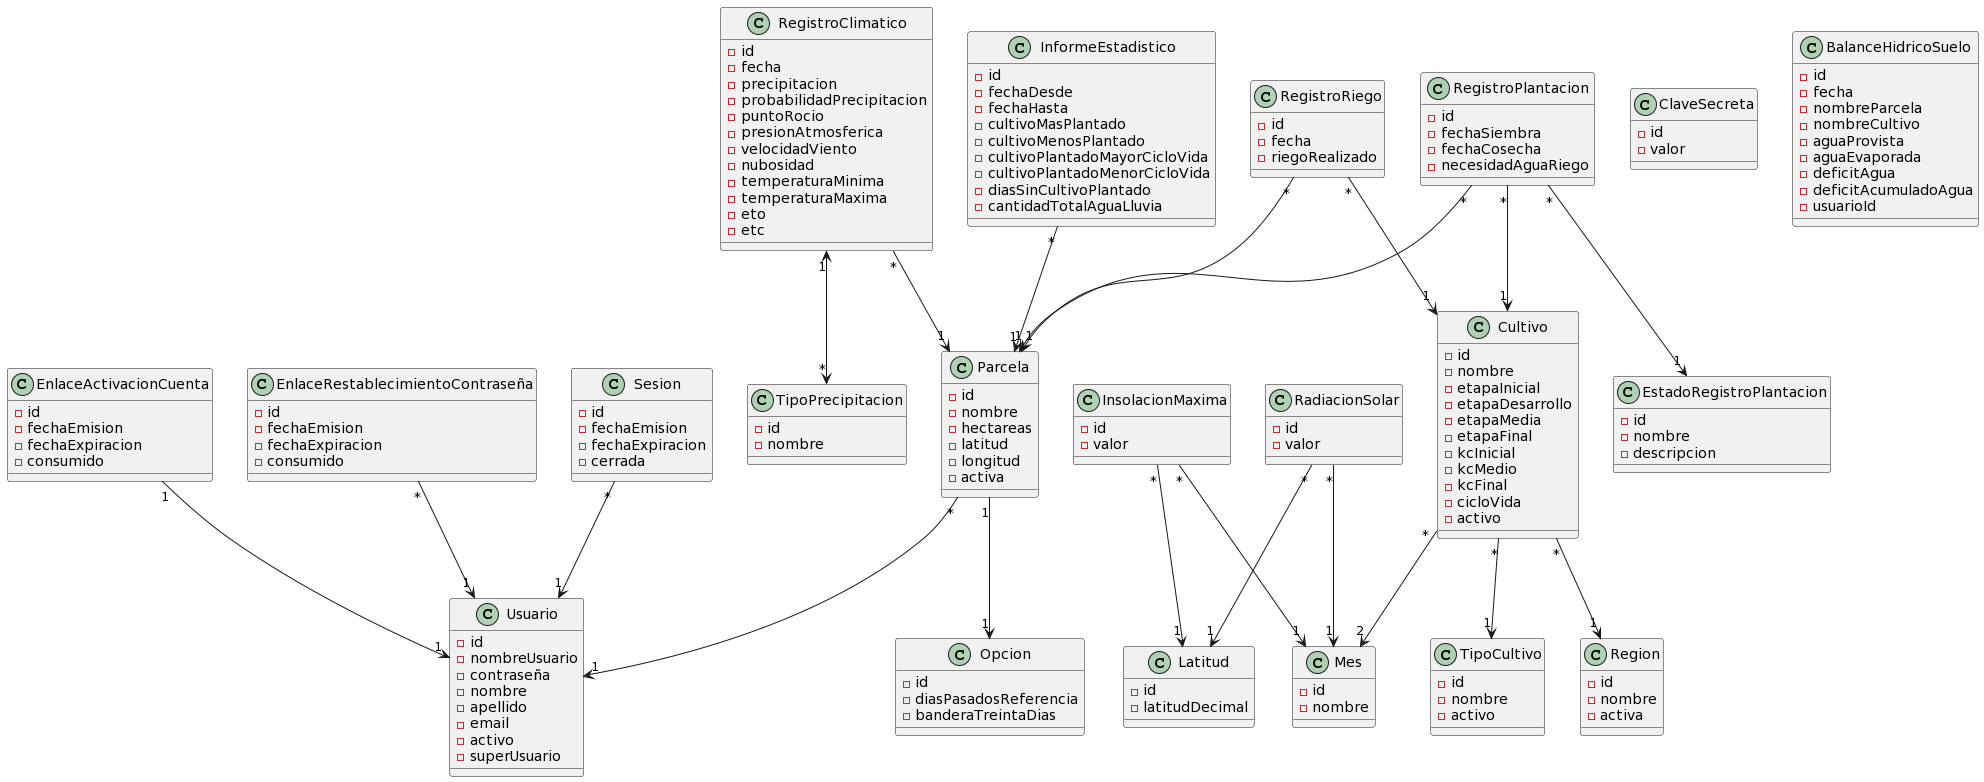 RegistroClimatico
id
fecha
precipitacion
probabilidadPrecipitacion
puntoRocio
presionAtmosferica
velocidadViento
nubosidad
temperaturaMinima
temperaturaMaxima
eto
etc
InformeEstadistico
id
fechaDesde
fechaHasta
cultivoMasPlantado
cultivoMenosPlantado
cultivoPlantadoMayorCicloVida
cultivoPlantadoMenorCicloVida
diasSinCultivoPlantado
cantidadTotalAguaLluvia
RegistroRiego
id
fecha
riegoRealizado
RegistroPlantacion
id
fechaSiembra
fechaCosecha
necesidadAguaRiego
ClaveSecreta
id
valor
BalanceHidricoSuelo
id
fecha
nombreParcela
nombreCultivo
aguaProvista
aguaEvaporada
deficitAgua
deficitAcumuladoAgua
usuarioId
* * * * *
* 1 * *
1 1 1
1 1 1
*
1
EnlaceActivacionCuenta
id
fechaEmision
fechaExpiracion
consumido
EnlaceRestablecimientoContraseña
id
fechaEmision
fechaExpiracion
consumido
Sesion
id
fechaEmision
fechaExpiracion
cerrada
TipoPrecipitacion
id
nombre
Parcela
id
nombre
hectareas
latitud
longitud
activa
InsolacionMaxima
id
valor
RadiacionSolar
id
valor
Cultivo
id
nombre
etapaInicial
etapaDesarrollo
etapaMedia
etapaFinal
kcInicial
kcMedio
kcFinal
cicloVida
activo
EstadoRegistroPlantacion
id
nombre
descripcion
* * * *
1 * *
* 1
* * *
1 1
1 1 1 1 1 2 1 1
1
1
Usuario
id
nombreUsuario
contraseña
nombre
apellido
email
activo
superUsuario
Opcion
id
diasPasadosReferencia
banderaTreintaDias
Latitud
id
latitudDecimal
Mes
id
nombre
TipoCultivo
id
nombre
activo
Region
id
nombre
activa